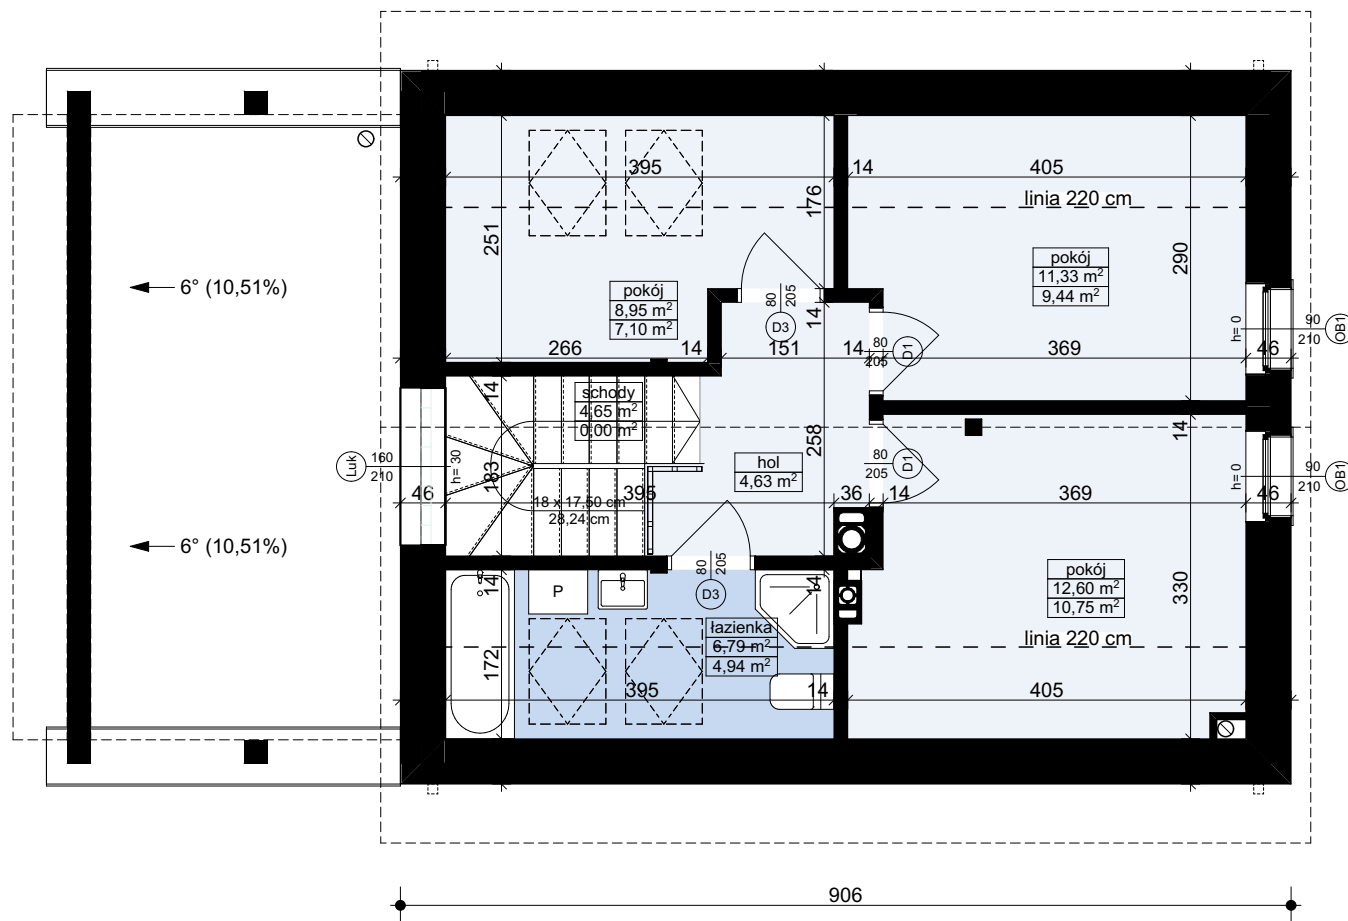 395
14
405
176
linia 220 cm
251
290
6° (10,51%)
pokój
11,33 m²
9,44 m²
pokój
8,95 m²
7,10 m²
80
205
D3
14
h= 0
90
210
OB1
266
14
151
14
80
205
D1
369
46
14
schody
4,65 m²
0,00 m²
258
14
Luk
160
210
h= 30
183
hol
4,63 m²
80
205
D1
h= 0
90
210
OB1
46
395
36
14
369
46
18 x 17,50 cm
28,24 cm
6° (10,51%)
80
205
D3
14
P
14
pokój
12,60 m²
10,75 m²
330
łazienka
6,79 m²
4,94 m²
linia 220 cm
172
395
14
405
906